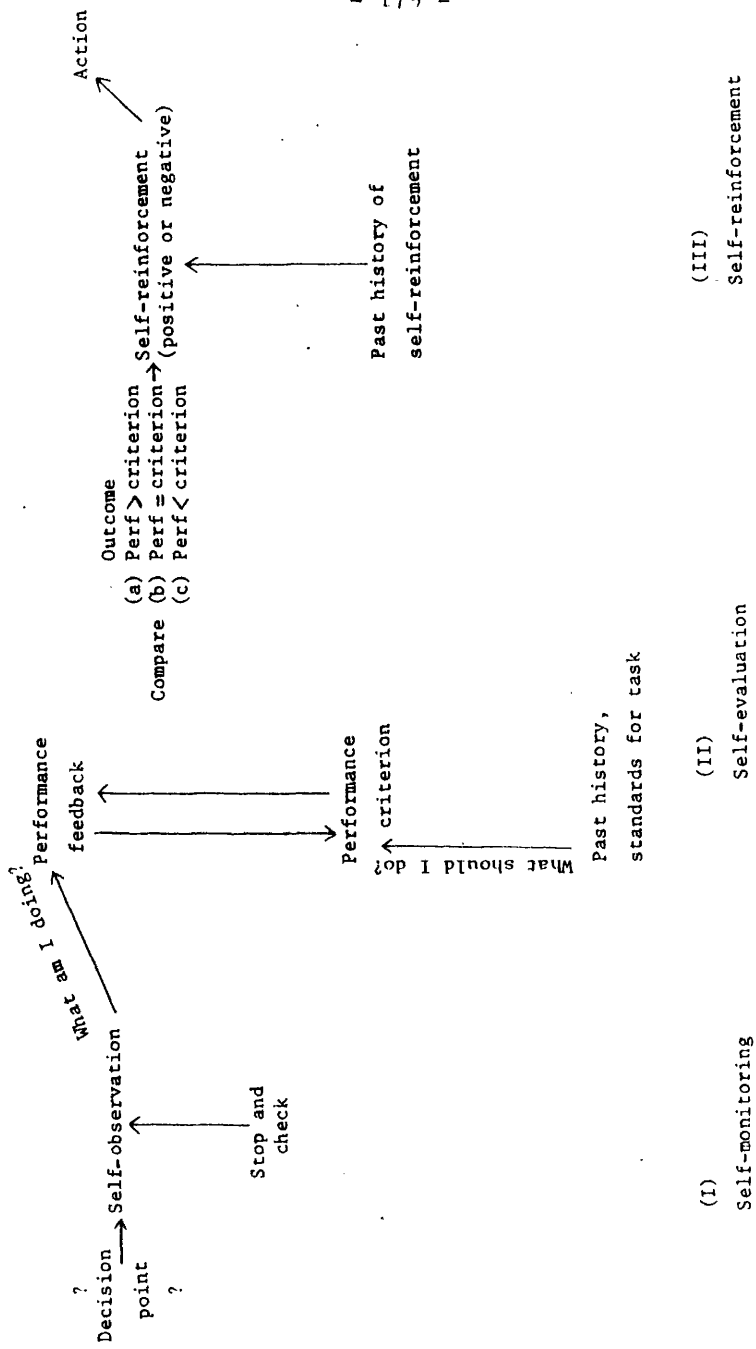 ?
Decision
point
?
Self-observation
Stop and
check
What am I doing?
Performance
feedback
Performance
criterion
What should I do?
Past history,
standards for task
Outcome
(a) Perf > criterion
Compare (b) Perf = criterion
(c) Perf < criterion
Self-reinforcement
(positive or negative)
Past history of
self-reinforcement
Action
(I)
Self-monitoring
(II)
Self-evaluation
(III)
Self-reinforcement